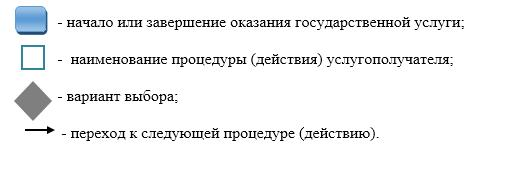 - начало или завершение оказания государственной услуги;
- наименование процедуры (действия) услугополучателя;
- вариант выбора;
- переход к следующей процедуре (действию).